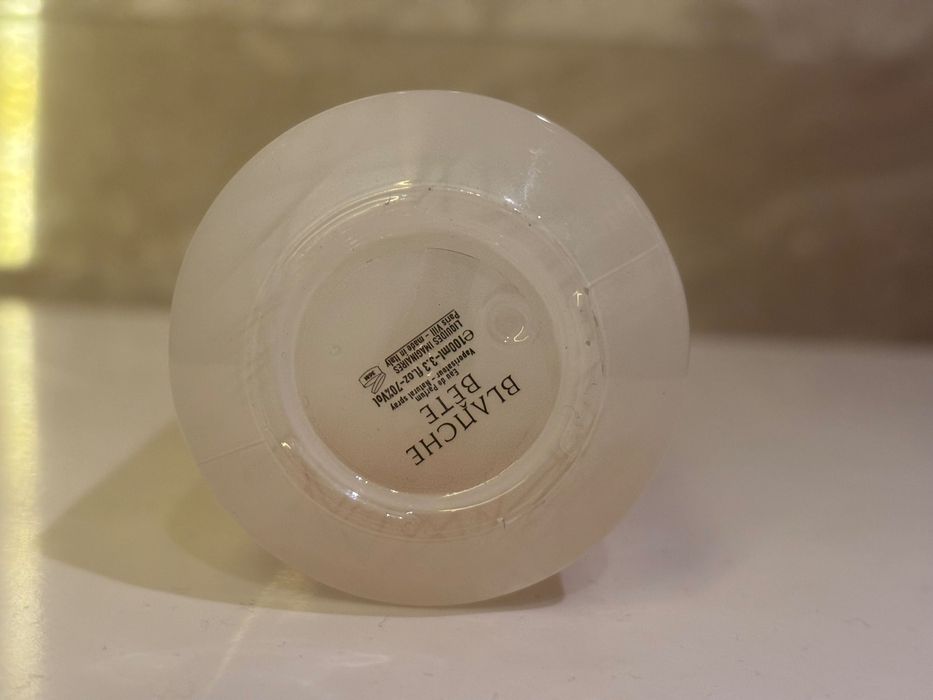 BLANCHE
BÊTE
Eau de Parfum
Vaporisateur - Natural spray
℮100ml-3.3 fl.oz-70%Vol
LIQUIDES IMAGINAIRES
Paris VIII - made in Italy